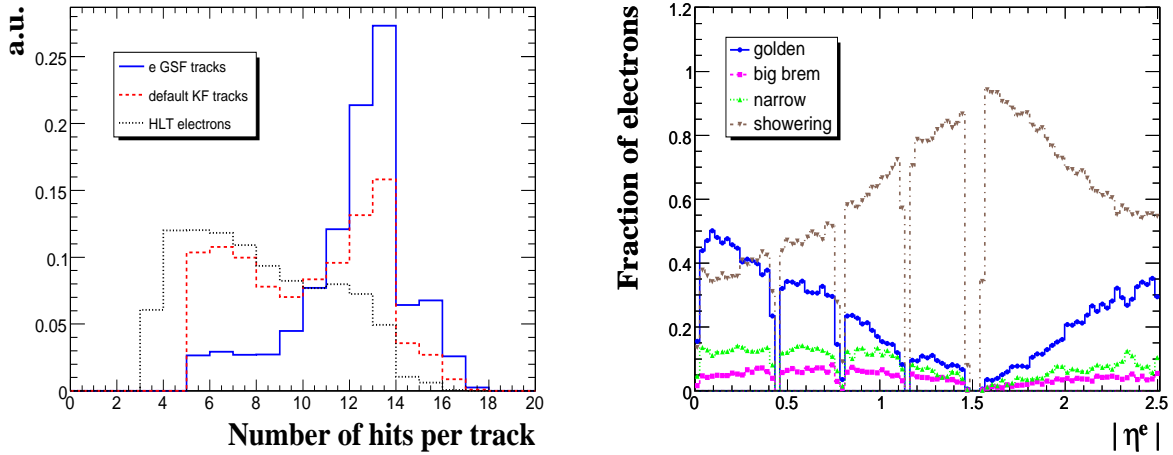 a.u.
0.25
0.2
0.15
0.1
0.05
0
e GSF tracks
default KF tracks
HLT electrons
0 2 4 6 8 10 12 14 16 18 20
Number of hits per track
Fraction of electrons
1.2
1
0.8
0.6
0.4
0.2
0
golden
big brem
narrow
showering
0 0.5 1 1.5 2 2.5
| ηᵉ |